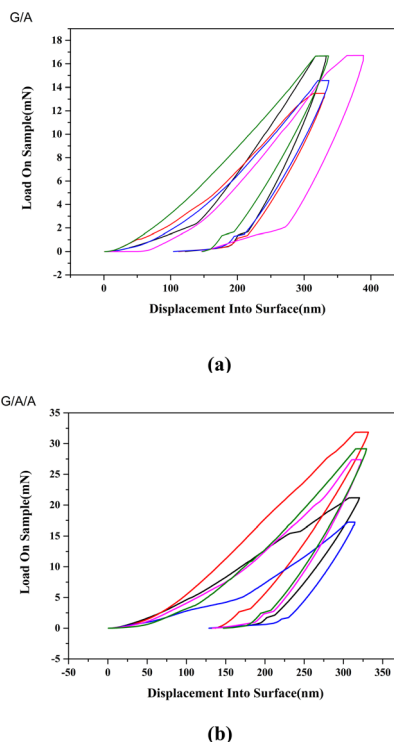 G/A
18
16
14
12
10
8
6
4
2
0
-2
Load On Sample(mN)
0 100 200 300 400
Displacement Into Surface(nm)
(a)
G/A/A
35
30
25
20
15
10
5
0
-5
Load On Sample(mN)
-50 0 50 100 150 200 250 300 350
Displacement Into Surface(nm)
(b)